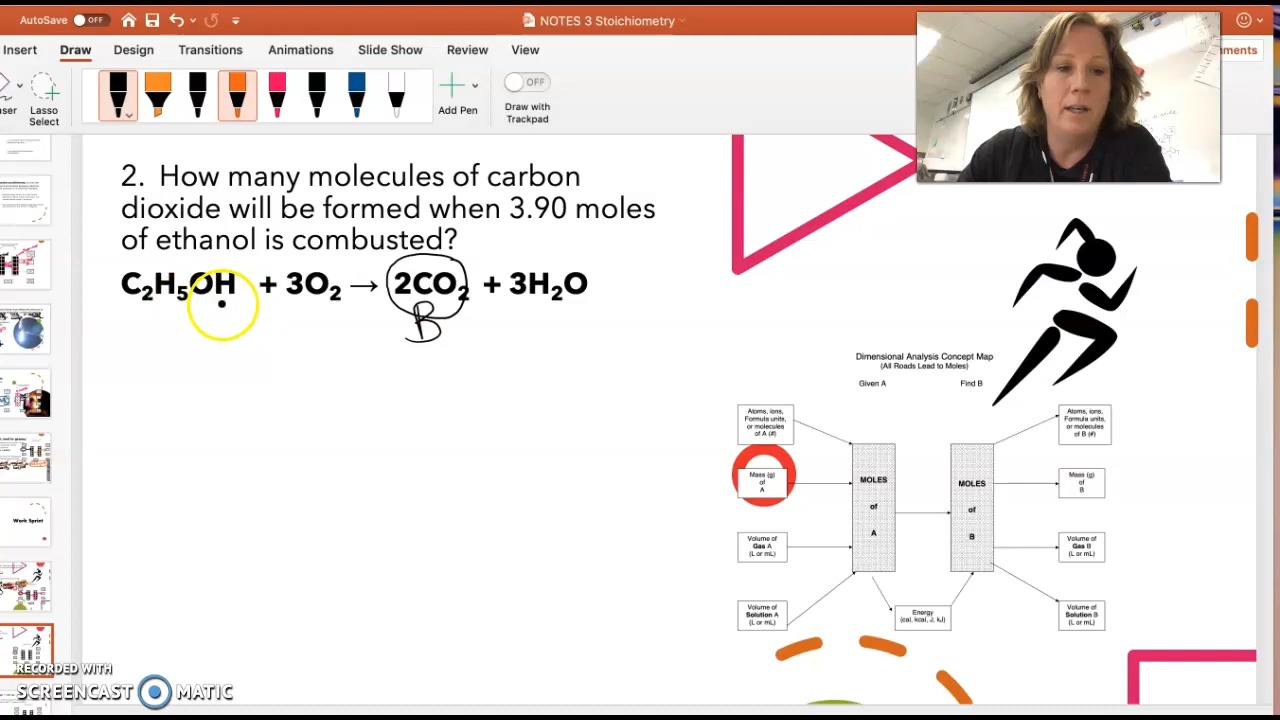 AutoSave OFF
NOTES 3 Stoichiometry
Insert Draw Design Transitions Animations Slide Show Review View
Lasso
Select
Add Pen
OFF
Draw with
Trackpad
2. How many molecules of carbon
dioxide will be formed when 3.90 moles
of ethanol is combusted?
C₂H₅OH + 3O₂ → 2CO₂ + 3H₂O
B
Dimensional Analysis Concept Map
(All Roads Lead to Moles)
Given A Find B
Atoms, ions,
Formula units,
or molecules
of A (#)
Mass (g)
of
A
Volume of
Gas A
(L or mL)
Volume of
Solution A
(L or mL)
MOLES
of
A
MOLES
of
B
Energy
(cal, kcal, J, kJ)
Atoms, ions,
Formula units,
or molecules
of B (#)
Mass (g)
of
B
Volume of
Gas B
(L or mL)
Volume of
Solution B
(L or mL)
Work Sprint
RECORDED WITH
SCREENCAST MATIC